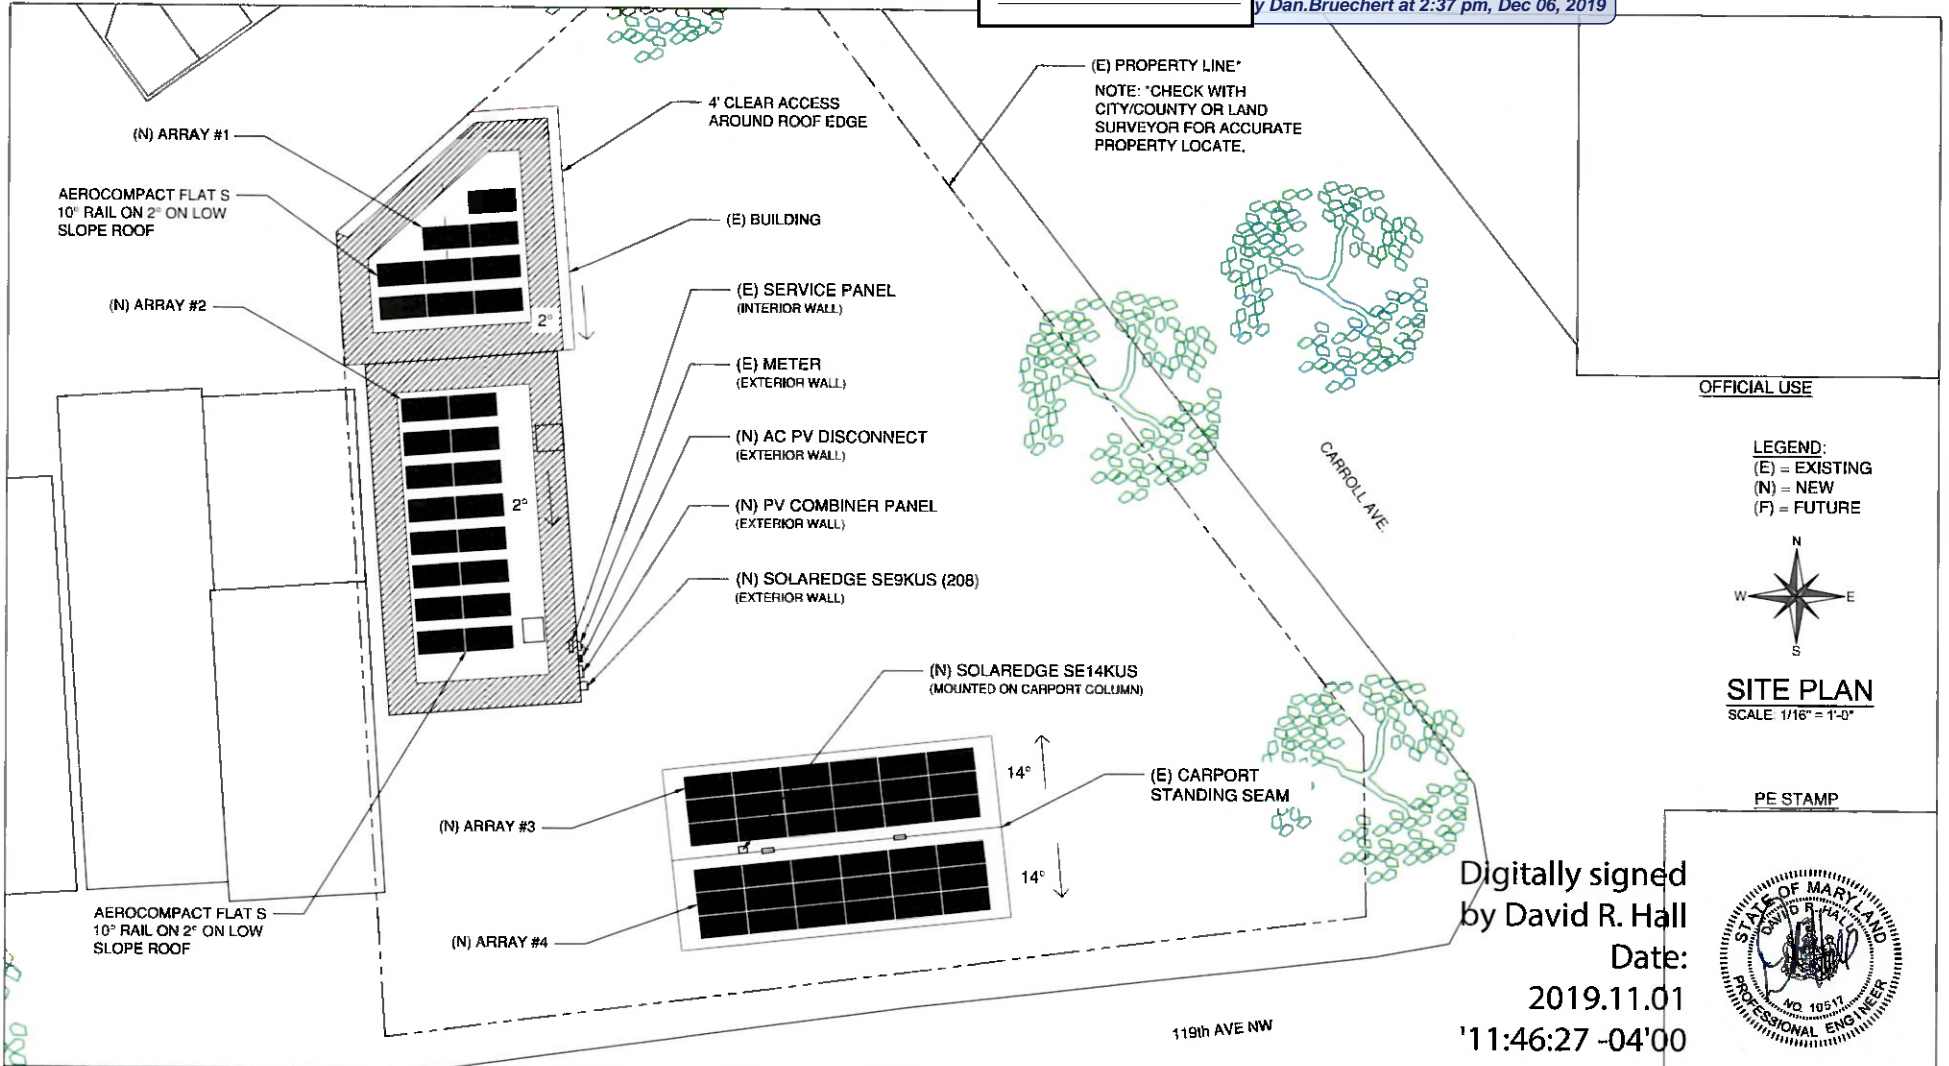 y Dan.Bruechert at 2:37 pm, Dec 06, 2019
(E) PROPERTY LINE*
NOTE: *CHECK WITH
CITY/COUNTY OR LAND
SURVEYOR FOR ACCURATE
PROPERTY LOCATE.
4' CLEAR ACCESS
AROUND ROOF EDGE
(N) ARRAY #1
AEROCOMPACT FLAT S
10° RAIL ON 2° ON LOW
SLOPE ROOF
(E) BUILDING
(N) ARRAY #2
2°
(E) SERVICE PANEL
(INTERIOR WALL)
(E) METER
(EXTERIOR WALL)
(N) AC PV DISCONNECT
(EXTERIOR WALL)
2°
(N) PV COMBINER PANEL
(EXTERIOR WALL)
(N) SOLAREDGE SE9KUS (208)
(EXTERIOR WALL)
CARROLL AVE.
OFFICIAL USE
LEGEND:
(E) = EXISTING
(N) = NEW
(F) = FUTURE
N
W
E
S
SITE PLAN
SCALE: 1/16" = 1'-0"
(N) SOLAREDGE SE14KUS
(MOUNTED ON CARPORT COLUMN)
14°
(E) CARPORT
STANDING SEAM
(N) ARRAY #3
14°
(N) ARRAY #4
AEROCOMPACT FLAT S
10° RAIL ON 2° ON LOW
SLOPE ROOF
119th AVE NW
PE STAMP
Digitally signed
by David R. Hall
Date:
2019.11.01
'11:46:27 -04'00
STATE OF MARYLAND
DAVID R. HALL
NO. 10517
PROFESSIONAL ENGINEER